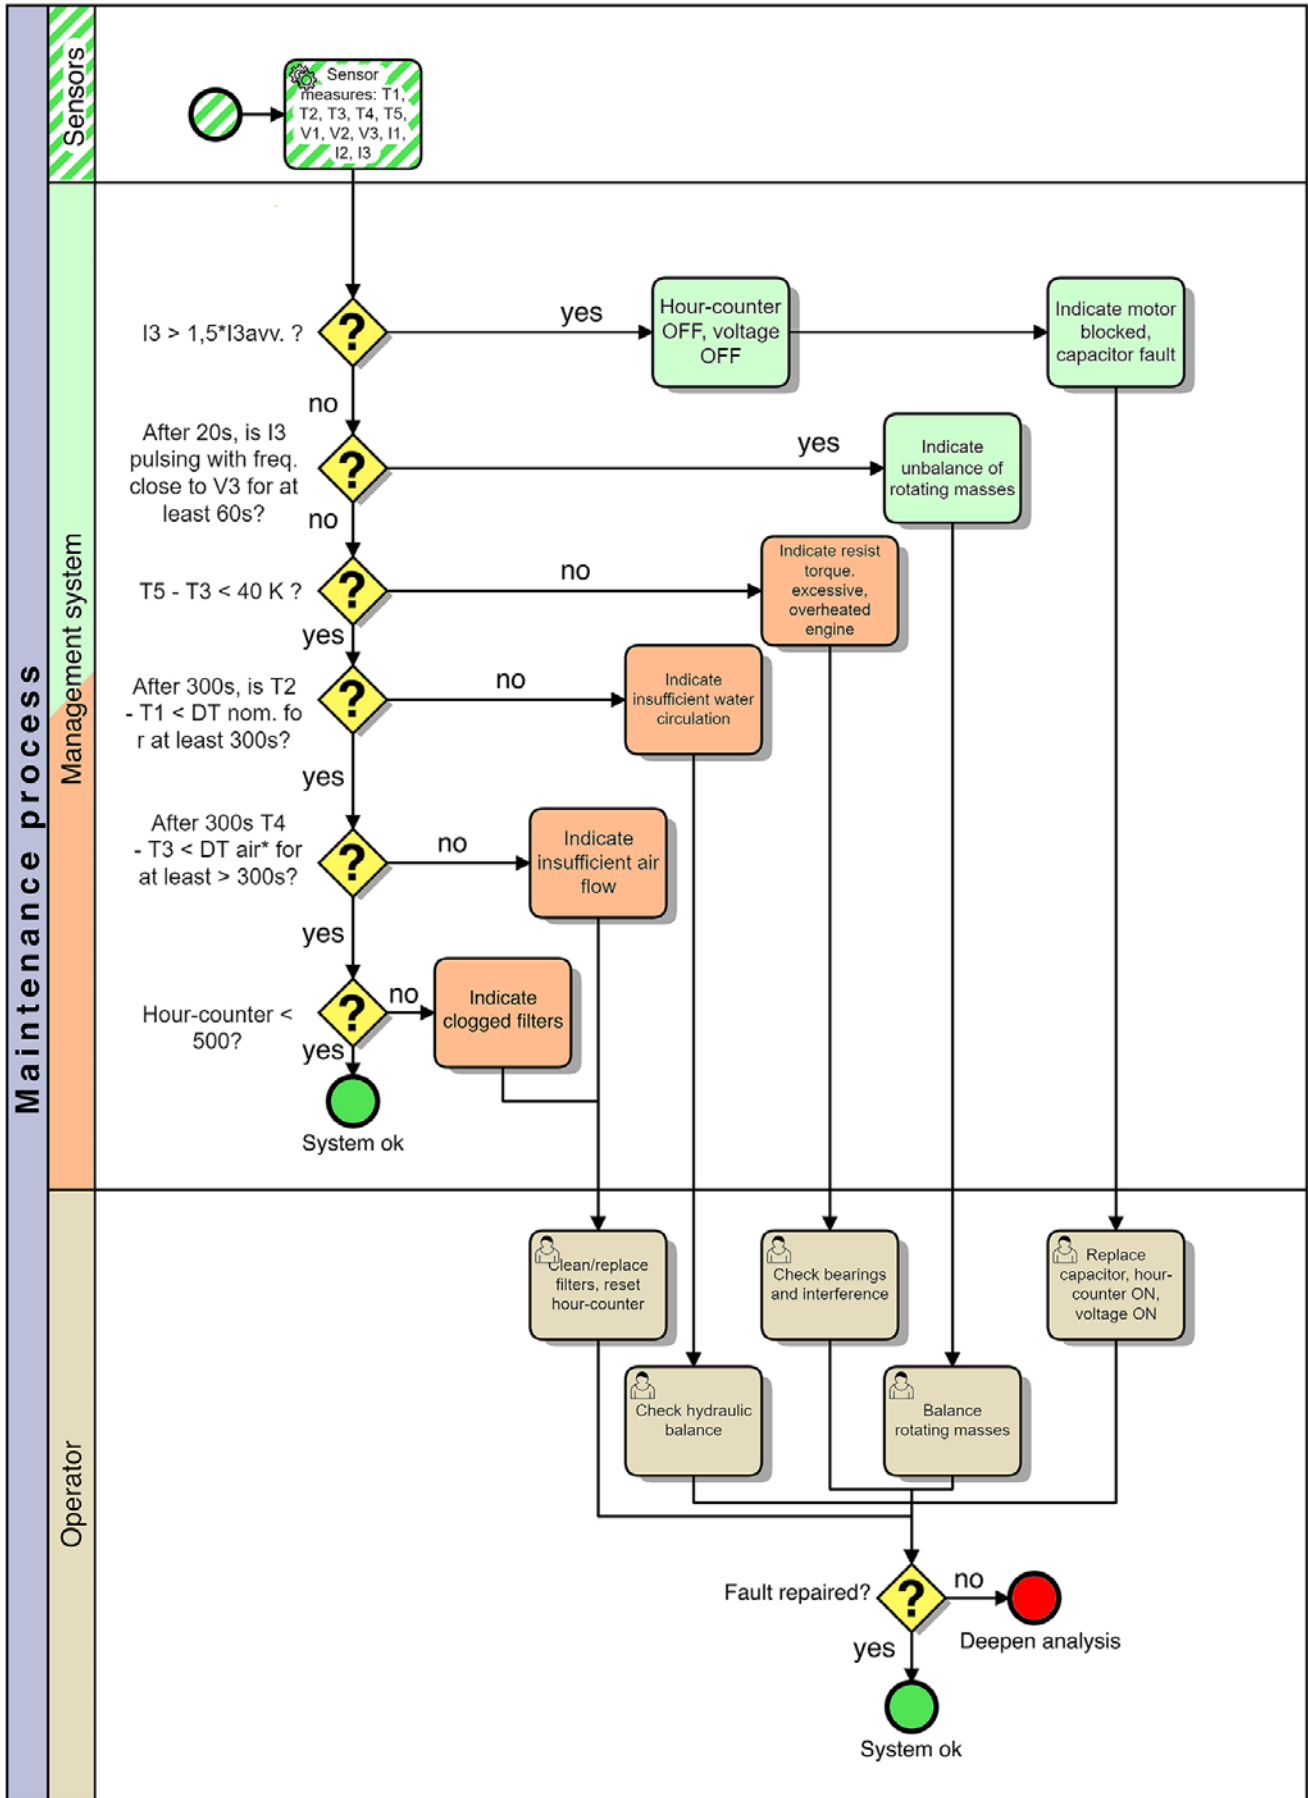 Maintenance process
Sensors
Sensor
measures: T1,
T2, T3, T4, T5,
V1, V2, V3, I1,
I2, I3
Management system
I3 > 1,5*I3avv. ?
yes
Hour-counter
OFF, voltage
OFF
Indicate motor
blocked,
capacitor fault
no
After 20s, is I3
pulsing with freq.
close to V3 for at
least 60s?
yes
Indicate
unbalance of
rotating masses
no
T5 - T3 < 40 K ?
no
Indicate resist
torque.
excessive,
overheated
engine
yes
After 300s, is T2
- T1 < DT nom. fo
r at least 300s?
no
Indicate
insufficient water
circulation
yes
After 300s T4
- T3 < DT air* for
at least > 300s?
no
Indicate
insufficient air
flow
yes
Hour-counter <
500?
no
Indicate
clogged filters
yes
System ok
Operator
Clean/replace
filters, reset
hour-counter
Check bearings
and interference
Replace
capacitor, hour-
counter ON,
voltage ON
Check hydraulic
balance
Balance
rotating masses
Fault repaired?
no
Deepen analysis
yes
System ok